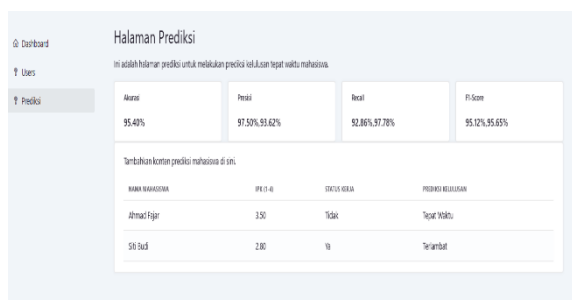 Dashboard
Users
Prediksi
Halaman Prediksi
Ini adalah halaman prediksi untuk melakukan prediksi kelulusan tepat waktu mahasiswa.
Akurasi Presisi Recall F1-Score
95.40% 97.50%,93.62% 92.86%,97.78% 95.12%,95.65%
Tambahkan konten prediksi mahasiswa di sini.
NAMA MAHASISWA IPK (1-4) STATUS KERJA PREDIKSI KELULUSAN
Ahmad Fajar 3.50 Tidak Tepat Waktu
Siti Budi 2.80 Ya Terlambat